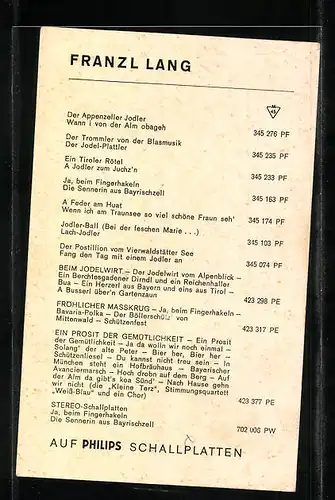 FRANZL LANG
M
45
Der Appenzeller Jodler
Wann i von der Alm obageh 345 276 PF
Der Trommler von der Blasmusik
Der Jodel-Plattler 345 235 PF
Ein Tiroler Rötel
A Jodler zum Juchz'n 345 233 PF
Ja, beim Fingerhakeln
Die Sennerin aus Bayrischzell 345 163 PF
A Feder am Huat
Wenn ich am Traunsee so viel schöne Fraun seh' 345 174 PF
Jodler-Ball (Bei der feschen Marie . . .)
Lach-Jodler 345 103 PF
Der Postillion vom Vierwaldstätter See
Fang den Tag mit einem Jodler an 345 074 PF
BEIM JODELWIRT – Der Jodelwirt vom Alpenblick –
Ein Berchtesgadener Dirndl und ein Reichenhaller
Bua – Ein Herzerl auf Bayern und eins aus Tirol –
A Busserl über'n Gartenzaun 423 298 PE
FRÖHLICHER MASSKRUG – Ja, beim Fingerhakeln –
Bavaria-Polka – Der Böllerschütz von
Mittenwald – Schützenfest 423 317 PE
EIN PROSIT DER GEMÜTLICHKEIT – Ein Prosit
der Gemütlichkeit – Ja da wolln wir noch einmal –
Solang' der alte Peter – Bier her, Bier her –
Schützenliesel – Du kannst nicht treu sein – In
München steht ein Hofbräuhaus – Bayerischer
Avanciermarsch – Hoch drobn auf dem Berg – Auf
der Alm da gibt's koa Sünd' – Nach Hause gehn
wir nicht (die „Kleine Terz", Stimmungsquartett
„Weiß-Blau" und ein Chor) 423 377 PE
STEREO-Schallplatten
Ja, beim Fingerhakeln
Die Sennerin aus Bayrischzell 702 008 PW
AUF PHILIPS SCHALLPLATTEN